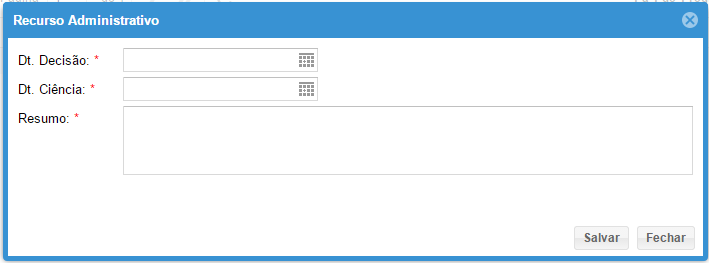 Recurso Administrativo
Dt. Decisão: *
Dt. Ciência: *
Resumo: *
Salvar Fechar